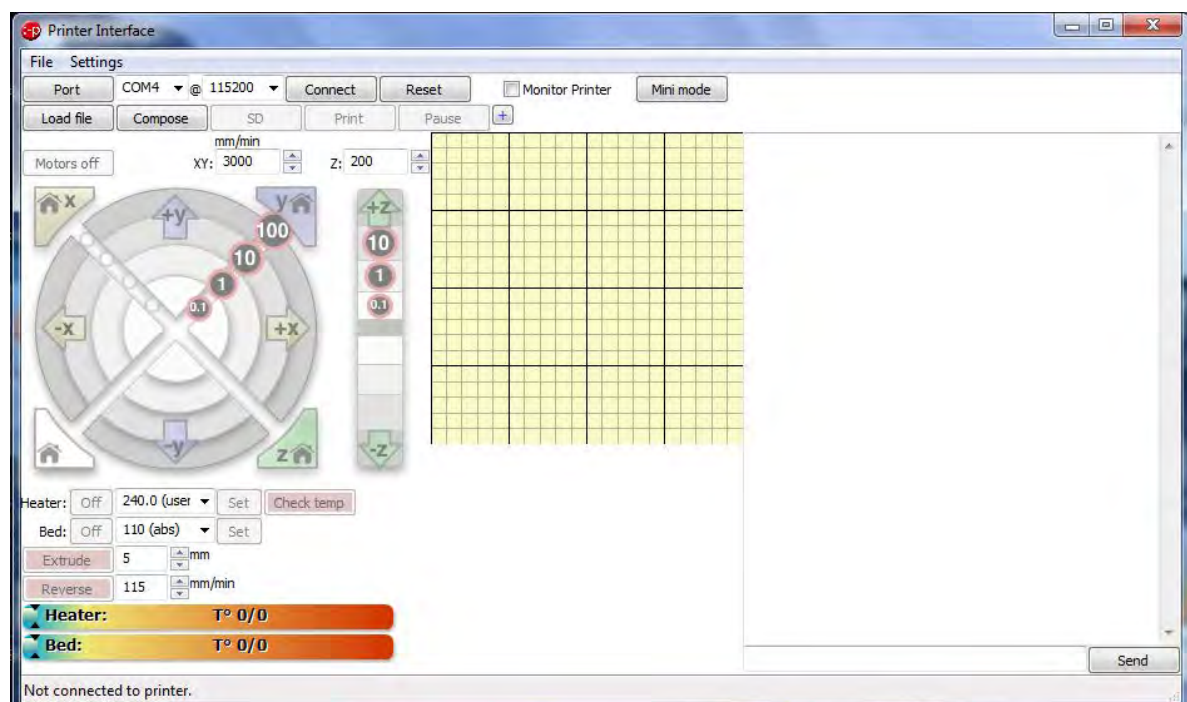 -p Printer Interface
File Settings
Port COM4 @ 115200 Connect Reset Monitor Printer Mini mode
Load file Compose SD Print Pause +
mm/min
Motors off XY: 3000 Z: 200
x y +Z
+y 100 10
10 1
1 0.1
0.1
-x +x
-y z -Z
Heater: Off 240.0 (user Set Check temp
Bed: Off 110 (abs) Set
Extrude 5 mm
Reverse 115 mm/min
Heater: T° 0/0
Bed: T° 0/0
Send
Not connected to printer.